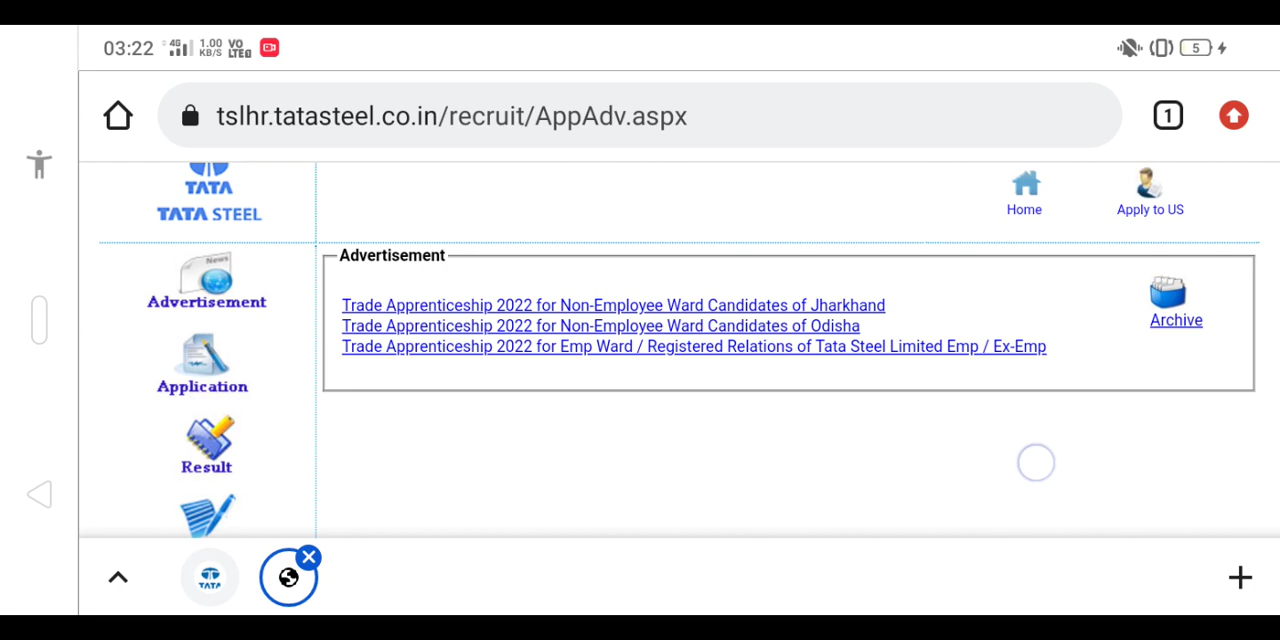 03:22 4G 1.00 KB/S VO LTE 5
tslhr.tatasteel.co.in/recruit/AppAdv.aspx 1
TATA
TATA STEEL
Home
Apply to US
Advertisement
News
Advertisement
Trade Apprenticeship 2022 for Non-Employee Ward Candidates of Jharkhand
Trade Apprenticeship 2022 for Non-Employee Ward Candidates of Odisha
Trade Apprenticeship 2022 for Emp Ward / Registered Relations of Tata Steel Limited Emp / Ex-Emp
Archive
Application
Result
TATA